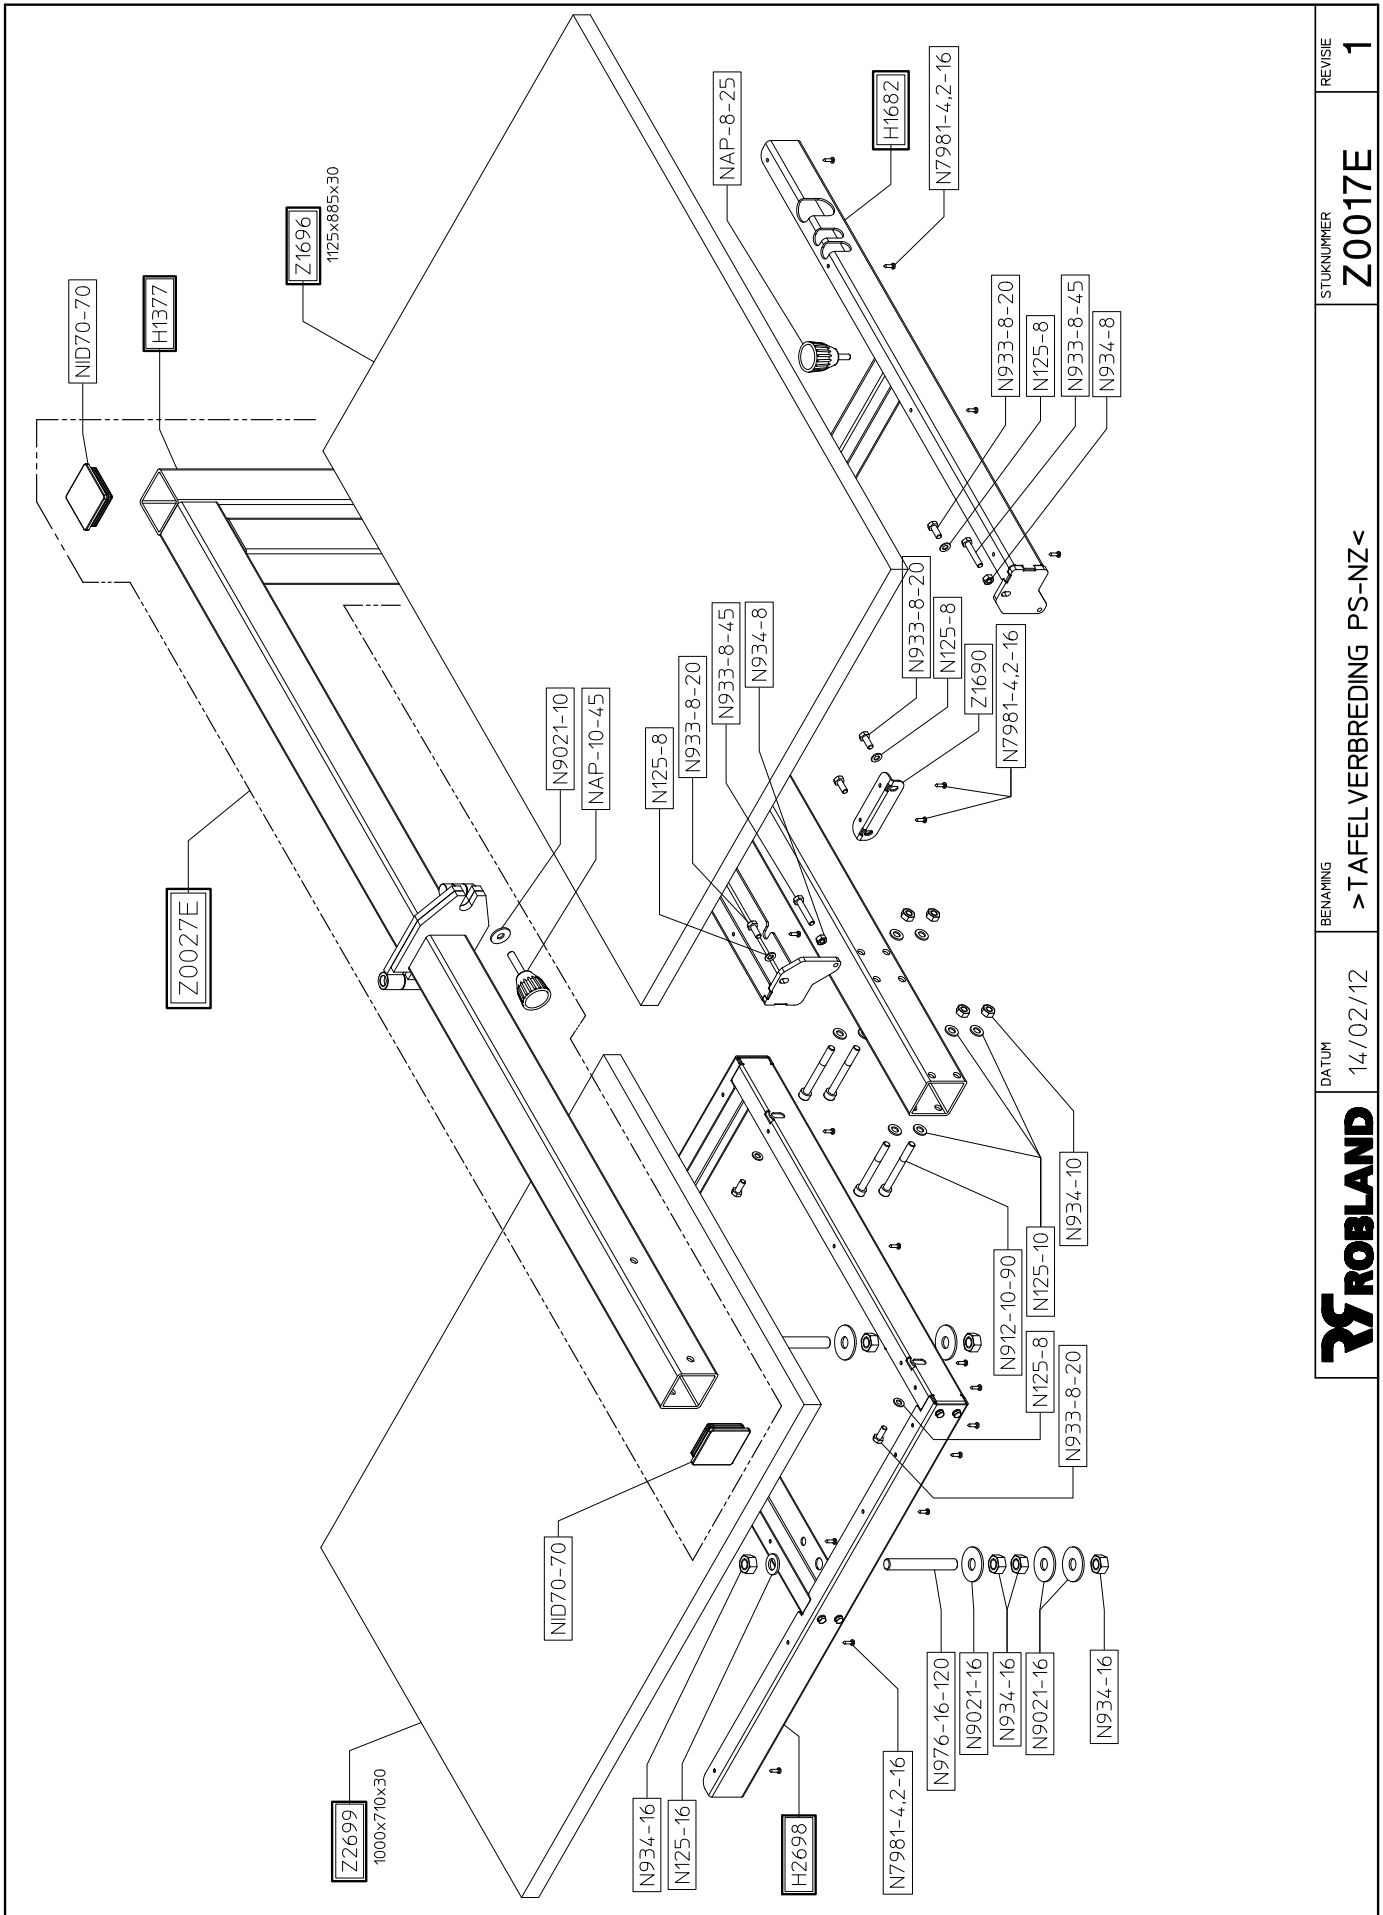 NID70-70
H1377
Z1696
1125x885x30
NAP-8-25
H1682
N7981-4,2-16
N933-8-20
N125-8
N933-8-45
N934-8
Z0027E
N9021-10
NAP-10-45
N125-8
N933-8-20
N933-8-45
N934-8
N933-8-20
N125-8
Z1690
N7981-4,2-16
N934-10
N125-10
N912-10-90
N125-8
N933-8-20
NID70-70
Z2699
1000x710x30
N934-16
N125-16
H2698
N7981-4,2-16
N976-16-120
N9021-16
N934-16
N9021-16
N934-16
ROBLAND
DATUM
14/02/12
BENAMING
>TAFELVERBREDING PS-NZ<
STUKNUMMER
Z0017E
REVISIE
1